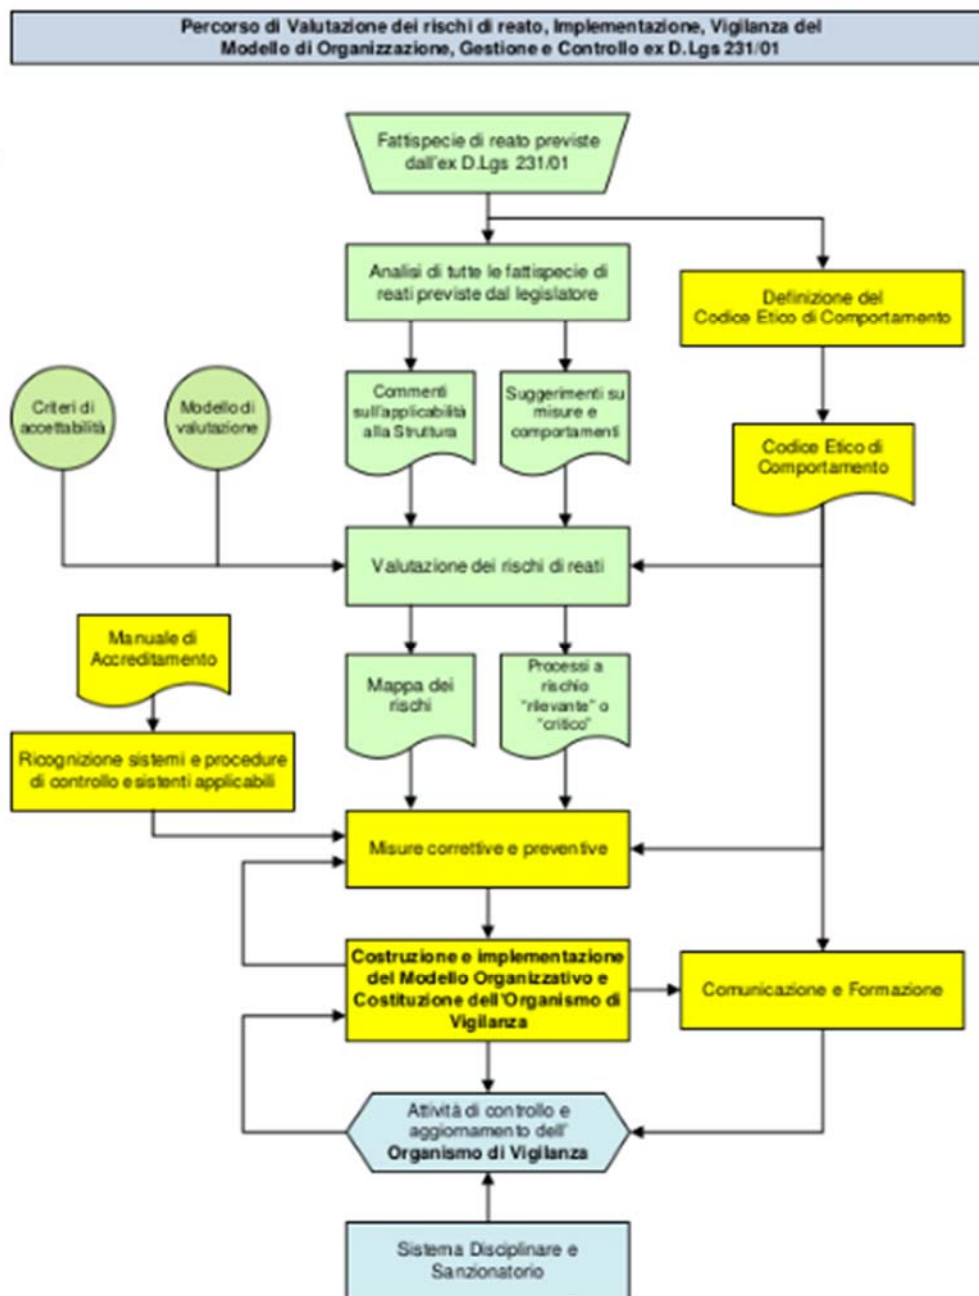 Percorso di Valutazione dei rischi di reato, Implementazione, Vigilanza del
Modello di Organizzazione, Gestione e Controllo ex D.Lgs 231/01
Fattispecie di reato previste
dall'ex D.Lgs 231/01
Analisi di tutte le fattispecie di
reati previste dal legislatore
Definizione del
Codice Etico di Comportamento
Criteri di
accettabilità
Modello di
valutazione
Commenti
sull'applicabilità
alla Struttura
Suggerimenti su
misure e
comportamenti
Codice Etico di
Comportamento
Valutazione dei rischi di reati
Manuale di
Accreditamento
Mappa dei
rischi
Processi a
rischio
"rilevante" o
"critico"
Ricognizione sistemi e procedure
di controllo esistenti applicabili
Misure correttive e preventive
Costruzione e implementazione
del Modello Organizzativo e
Costituzione dell'Organismo di
Vigilanza
Comunicazione e Formazione
Attività di controllo e
aggiornamento dell'
Organismo di Vigilanza
Sistema Disciplinare e
Sanzionatorio